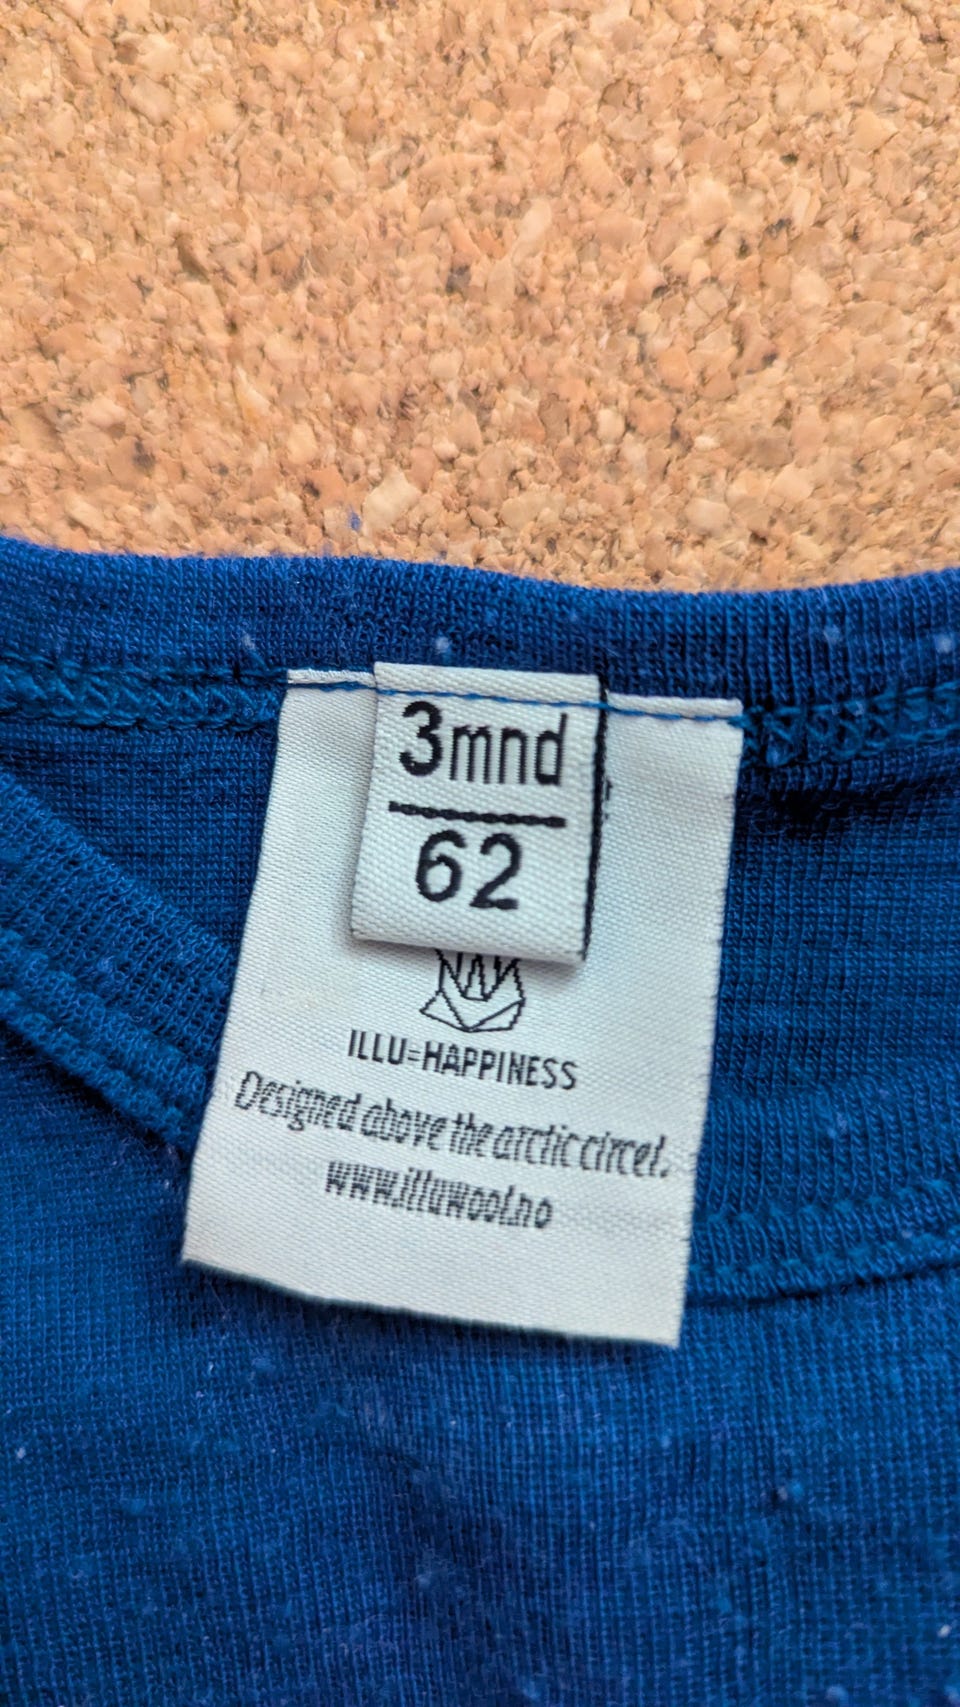 3mnd
62
ILLU=HAPPINESS
Designed above the arctic circel.
www.illuwool.no